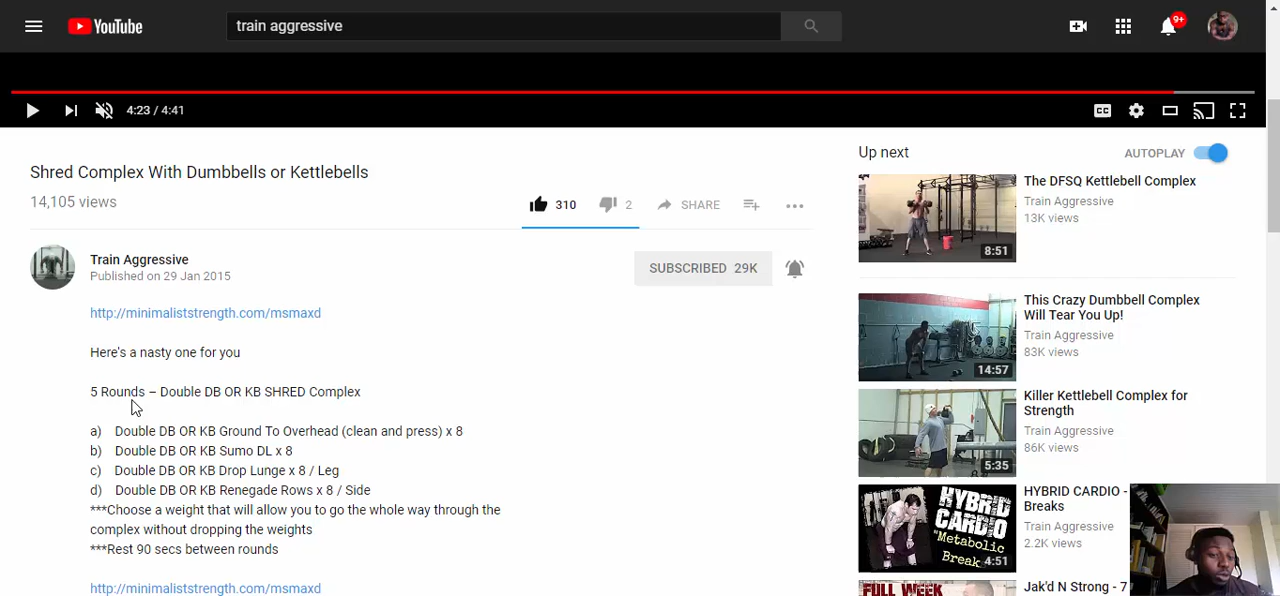 YouTube
train aggressive
9+
4:23 / 4:41
CC
Shred Complex With Dumbbells or Kettlebells
14,105 views
310
2
SHARE
Train Aggressive
Published on 29 Jan 2015
SUBSCRIBED 29K
http://minimaliststrength.com/msmaxd
Here's a nasty one for you
5 Rounds – Double DB OR KB SHRED Complex
a) Double DB OR KB Ground To Overhead (clean and press) x 8
b) Double DB OR KB Sumo DL x 8
c) Double DB OR KB Drop Lunge x 8 / Leg
d) Double DB OR KB Renegade Rows x 8 / Side
***Choose a weight that will allow you to go the whole way through the
complex without dropping the weights
***Rest 90 secs between rounds
http://minimaliststrength.com/msmaxd
Up next
AUTOPLAY
The DFSQ Kettlebell Complex
Train Aggressive
13K views
8:51
This Crazy Dumbbell Complex
Will Tear You Up!
Train Aggressive
83K views
14:57
Killer Kettlebell Complex for
Strength
Train Aggressive
86K views
5:35
HYBRID CARDIO -
Breaks
Train Aggressive
2.2K views
HYBRID
CARDIO
"Metabolic
Break
4:51
Jak'd N Strong - 7
FULL WEEK